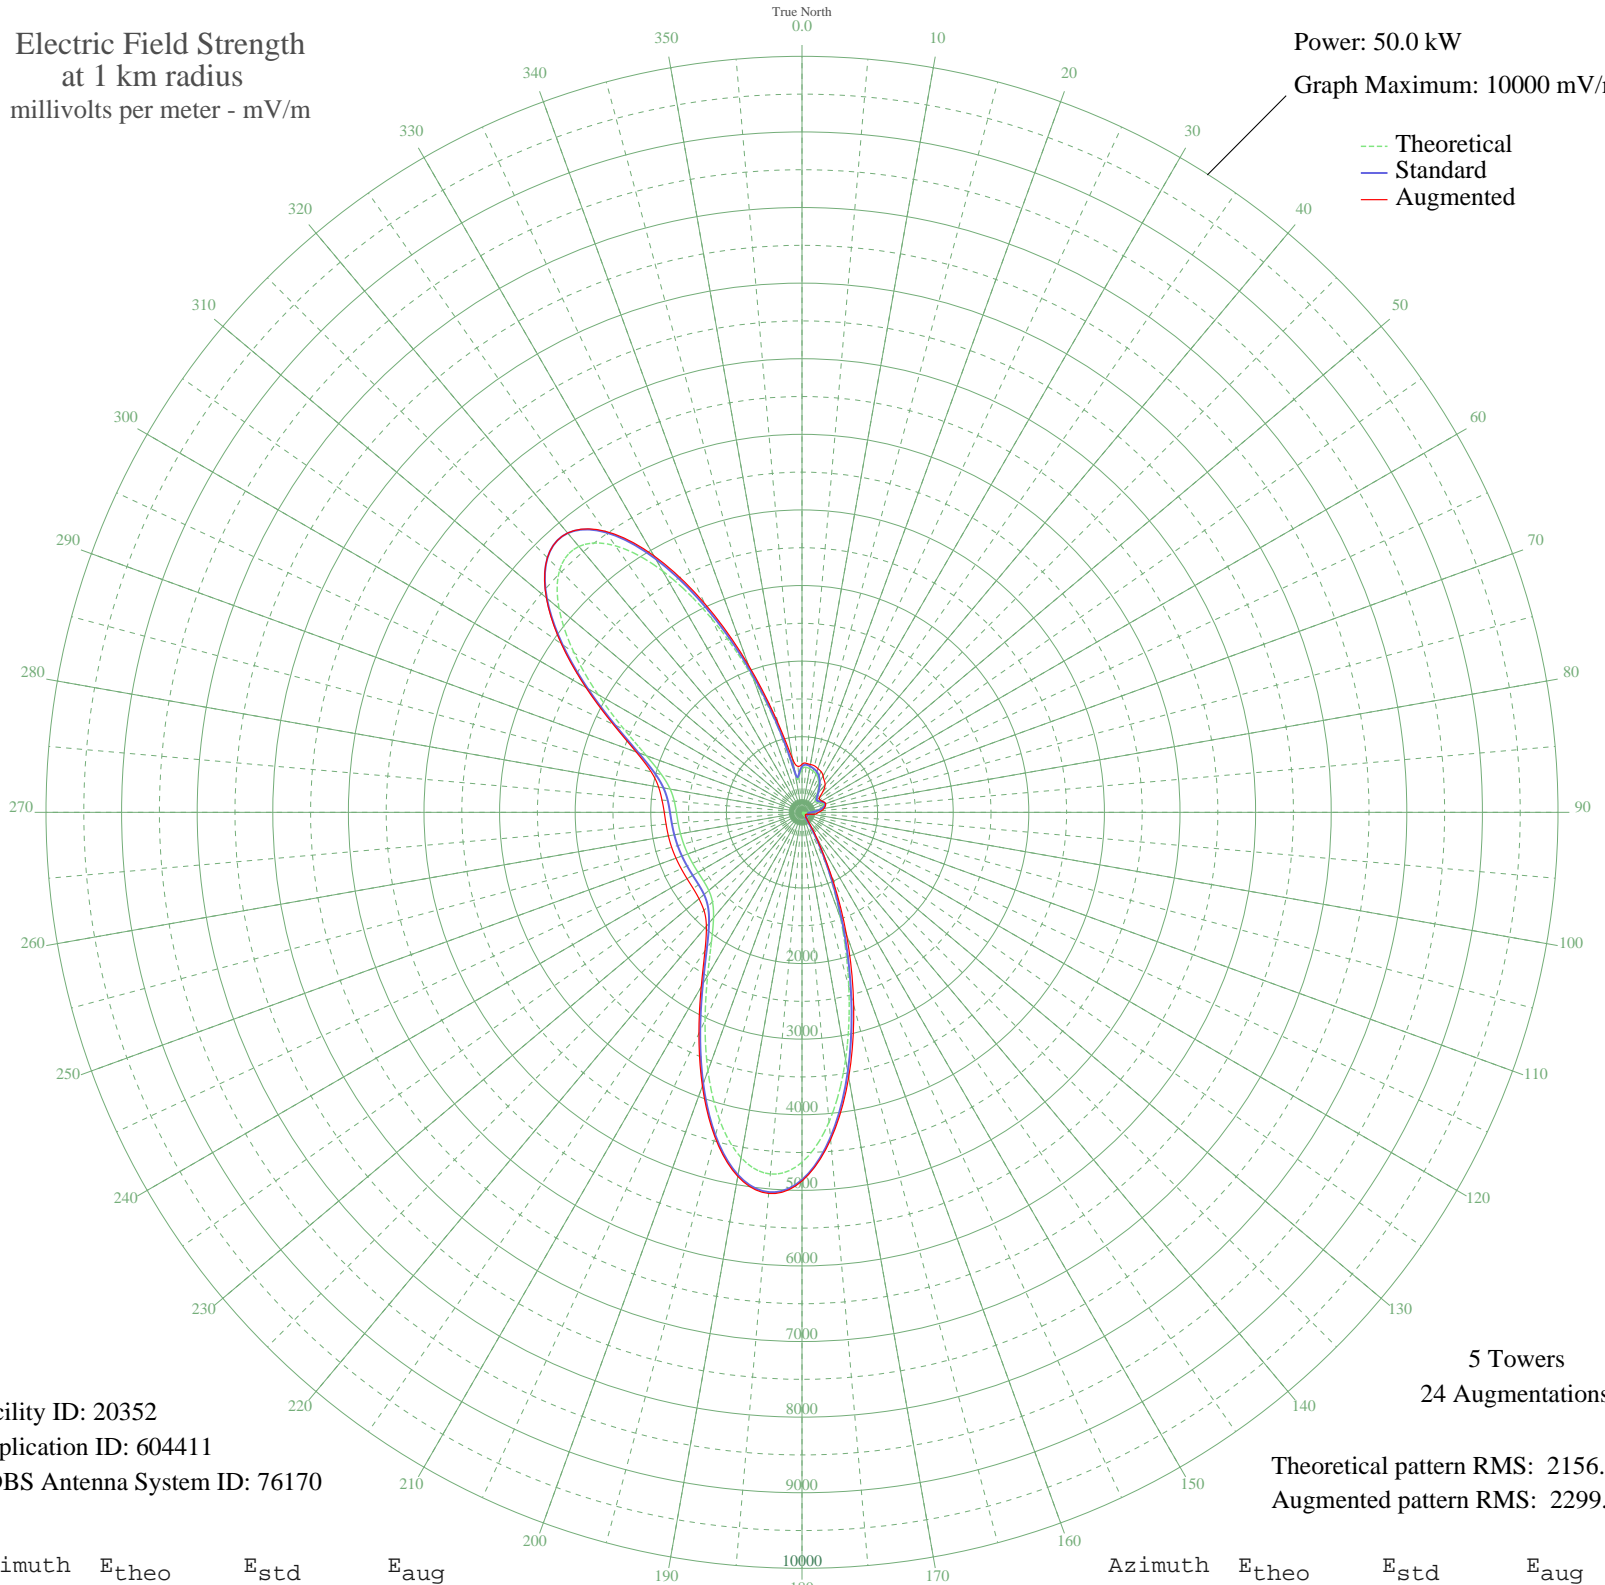 True North
0.0
Electric Field Strength
at 1 km radius
millivolts per meter - mV/m
Power: 50.0 kW
Graph Maximum: 10000 mV/
Theoretical
Standard
Augmented
10
20
30
40
50
60
70
80
90
100
110
120
130
140
150
160
170
190
200
210
220
230
240
250
260
270
280
290
300
310
320
330
340
350
2000
3000
4000
5000
6000
7000
8000
9000
10000
5 Towers
24 Augmentations
cility ID: 20352
plication ID: 604411
DBS Antenna System ID: 76170
Theoretical pattern RMS: 2156.
Augmented pattern RMS: 2299.
imuth Etheo Estd Eaug
Azimuth Etheo Estd Eaug